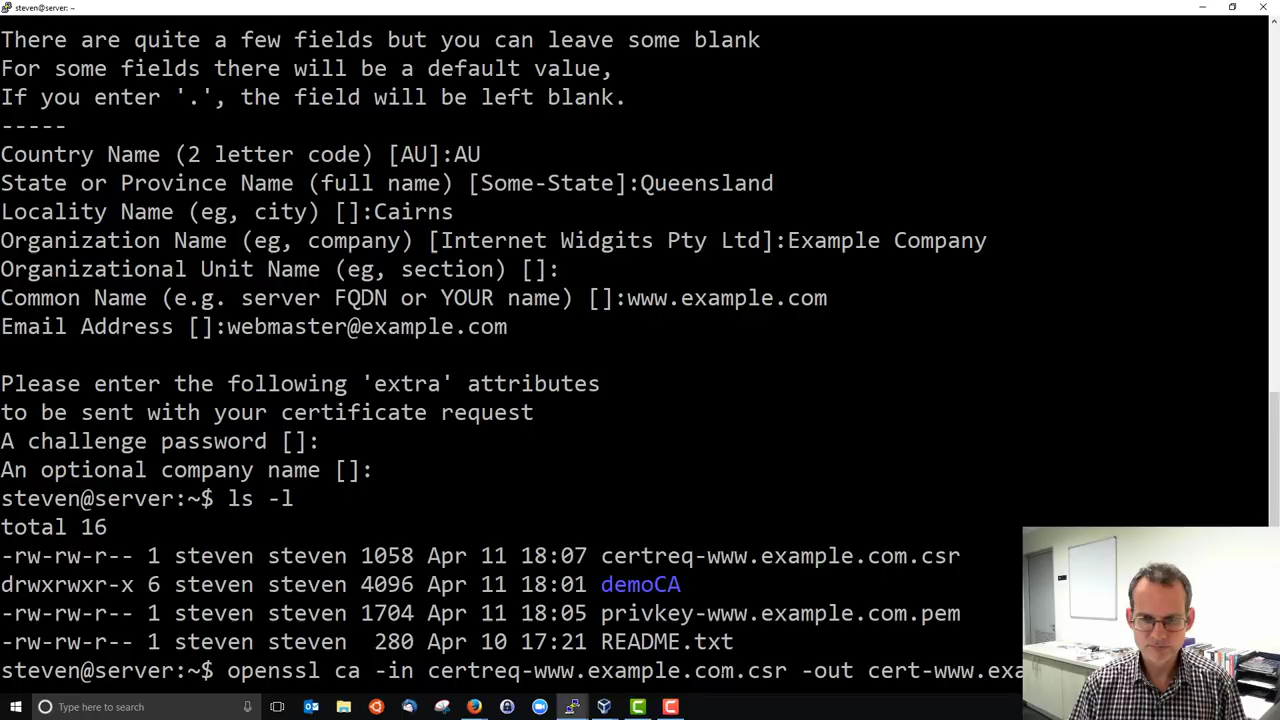 steven@server: ~
There are quite a few fields but you can leave some blank
For some fields there will be a default value,
If you enter '.', the field will be left blank.
-----
Country Name (2 letter code) [AU]:AU
State or Province Name (full name) [Some-State]:Queensland
Locality Name (eg, city) []:Cairns
Organization Name (eg, company) [Internet Widgits Pty Ltd]:Example Company
Organizational Unit Name (eg, section) []:
Common Name (e.g. server FQDN or YOUR name) []:www.example.com
Email Address []:webmaster@example.com
Please enter the following 'extra' attributes
to be sent with your certificate request
A challenge password []:
An optional company name []:
steven@server:~$ ls -l
total 16
-rw-rw-r-- 1 steven steven 1058 Apr 11 18:07 certreq-www.example.com.csr
drwxrwxr-x 6 steven steven 4096 Apr 11 18:01 demoCA
-rw-rw-r-- 1 steven steven 1704 Apr 11 18:05 privkey-www.example.com.pem
-rw-rw-r-- 1 steven steven  280 Apr 10 17:21 README.txt
steven@server:~$ openssl ca -in certreq-www.example.com.csr -out cert-www.exa
Type here to search